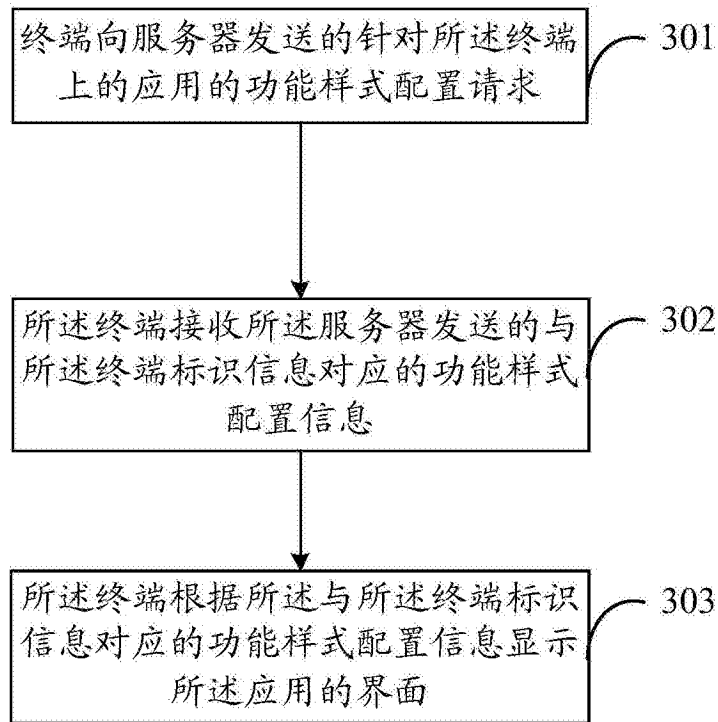 终端向服务器发送的针对所述终端
上的应用的功能样式配置请求
301
所述终端接收所述服务器发送的与
所述终端标识信息对应的功能样式
配置信息
302
所述终端根据所述与所述终端标识
信息对应的功能样式配置信息显示
所述应用的界面
303